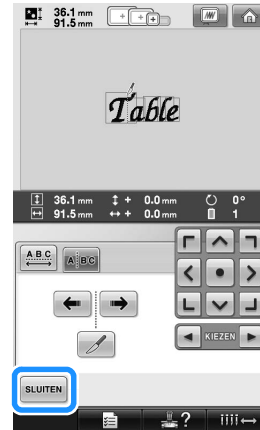 36.1 mm
91.5 mm
Table
36.1 mm + 0.0 mm 0°
91.5 mm + 0.0 mm 1
ABC
A BC
KIEZEN
SLUITEN
?